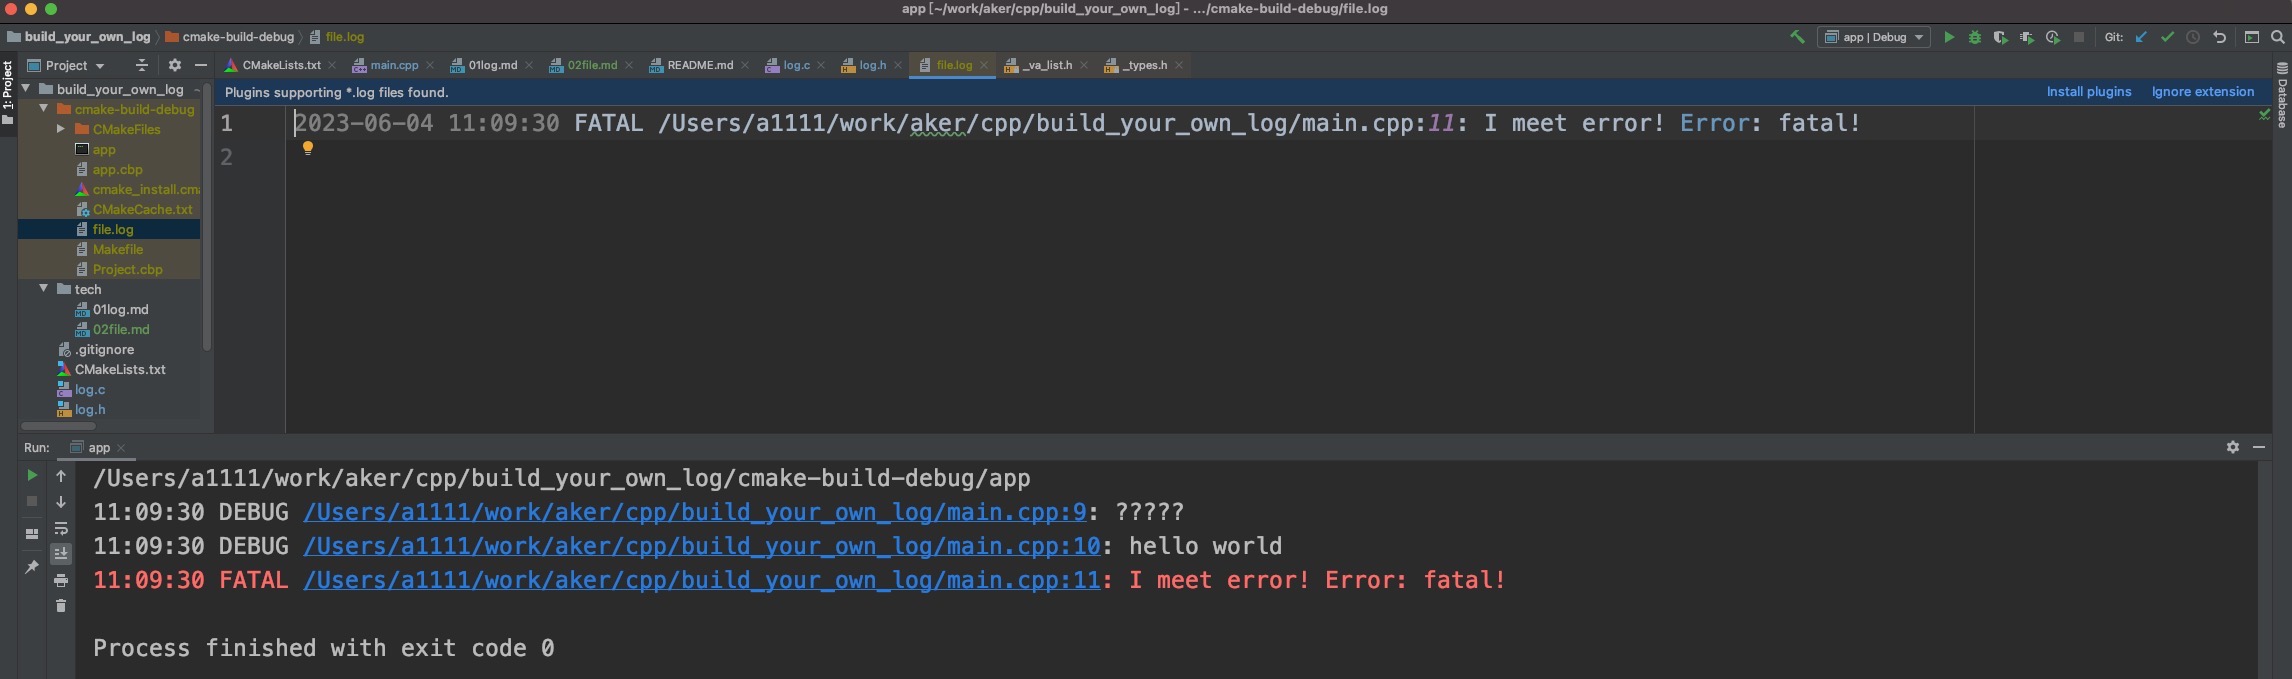 app [~/work/aker/cpp/build_your_own_log] - .../cmake-build-debug/file.log
build_your_own_log cmake-build-debug file.log app | Debug Git:
1: Project
Project CMakeLists.txt main.cpp 01log.md 02file.md README.md log.c log.h file.log _va_list.h _types.h
Database
build_your_own_log
cmake-build-debug
CMakeFiles
app
app.cbp
cmake_install.cma
CMakeCache.txt
file.log
Makefile
Project.cbp
tech
01log.md
02file.md
.gitignore
CMakeLists.txt
log.c
log.h
Plugins supporting *.log files found. Install plugins Ignore extension
1 2023-06-04 11:09:30 FATAL /Users/a1111/work/aker/cpp/build_your_own_log/main.cpp:11: I meet error! Error: fatal!
2
Run: app
/Users/a1111/work/aker/cpp/build_your_own_log/cmake-build-debug/app
11:09:30 DEBUG /Users/a1111/work/aker/cpp/build_your_own_log/main.cpp:9: ?????
11:09:30 DEBUG /Users/a1111/work/aker/cpp/build_your_own_log/main.cpp:10: hello world
11:09:30 FATAL /Users/a1111/work/aker/cpp/build_your_own_log/main.cpp:11: I meet error! Error: fatal!
Process finished with exit code 0